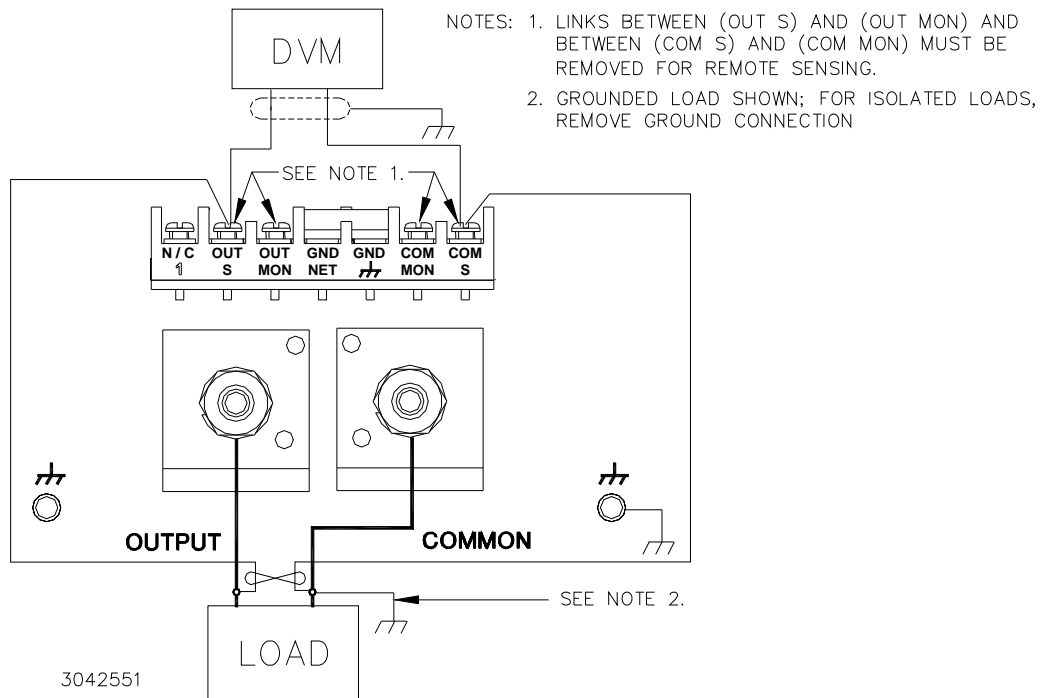 DVM
NOTES: 1. LINKS BETWEEN (OUT S) AND (OUT MON) AND
BETWEEN (COM S) AND (COM MON) MUST BE
REMOVED FOR REMOTE SENSING.
2. GROUNDED LOAD SHOWN; FOR ISOLATED LOADS,
REMOVE GROUND CONNECTION
SEE NOTE 1.
N/C OUT OUT GND GND COM COM
1 S MON NET MON S
OUTPUT COMMON
SEE NOTE 2.
LOAD
3042551